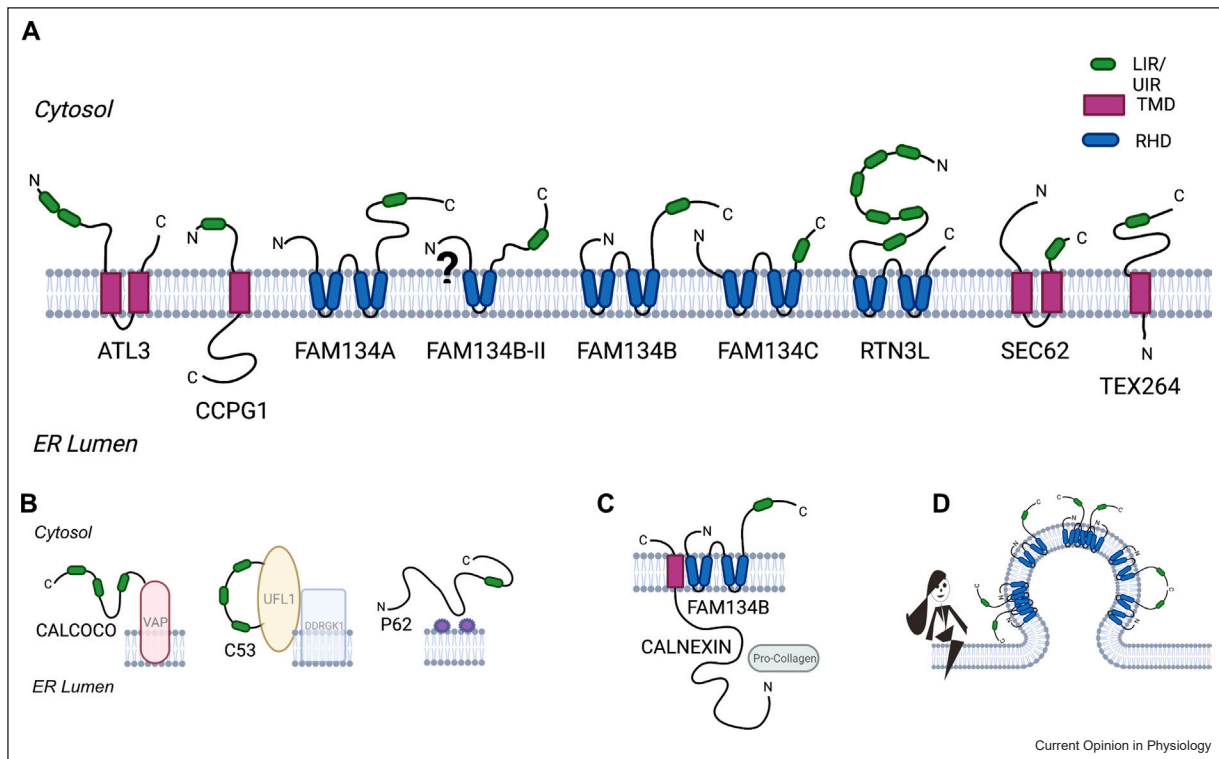 A
Cytosol
LIR/
UIR
TMD
RHD
N
C
N
C
N
C
N
?
C
N
C
N
C
N
C
N
C
C
N
ATL3
CCPG1
FAM134A
FAM134B-II
FAM134B
FAM134C
RTN3L
SEC62
TEX264
ER Lumen
B
Cytosol
C
CALCOCO
VAP
UFL1
DDRGK1
C53
C
N
P62
ER Lumen
C
C
N
C
FAM134B
CALNEXIN
Pro-Collagen
N
D
C
N
C
N
C
N
C
N
C
N
C
N
C
Current Opinion in Physiology